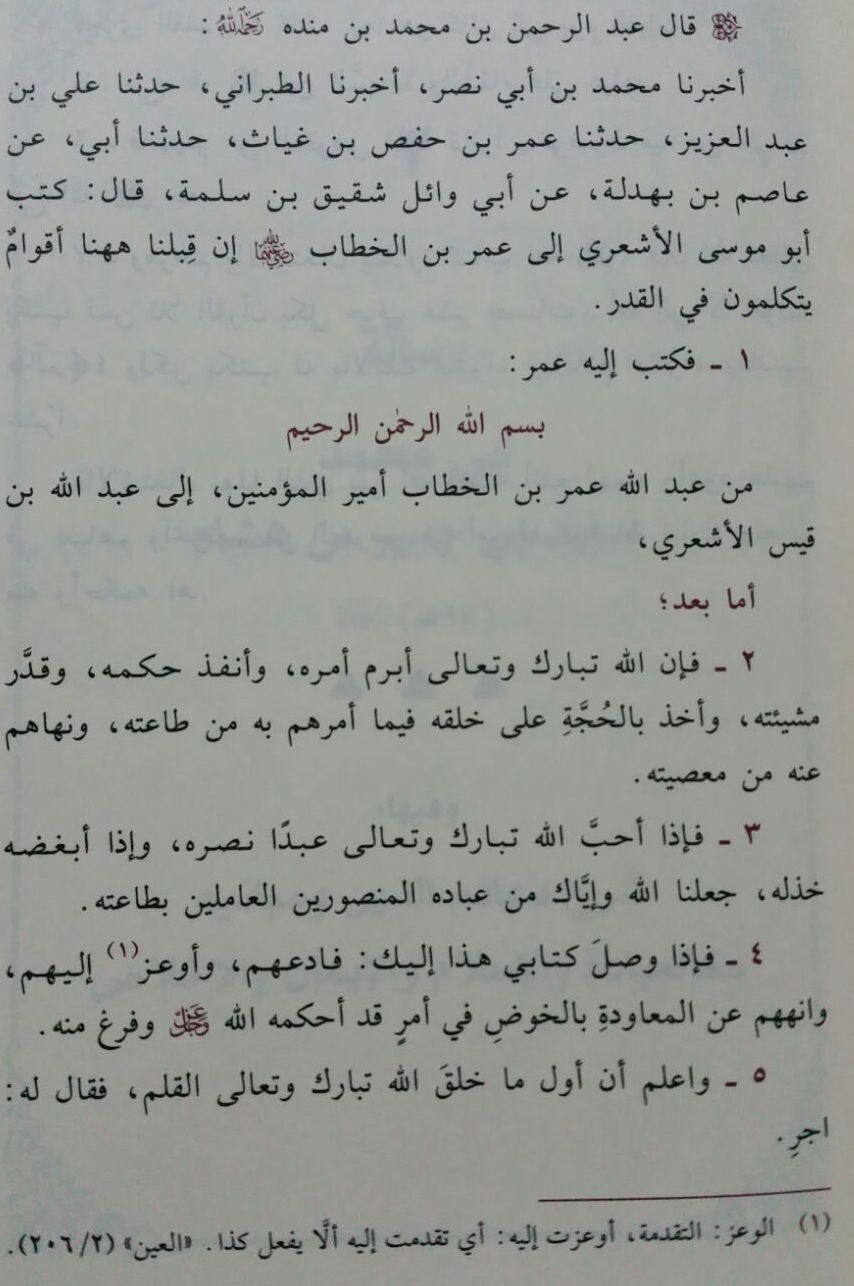 قال عبد الرحمن بن محمد بن منده رَحِمَهُ اللَّهُ:
أخبرنا محمد بن أبي نصر، أخبرنا الطبراني، حدثنا علي بن
عبد العزيز، حدثنا عمر بن حفص بن غياث، حدثنا أبي، عن
عاصم بن بهدلة، عن أبي وائل شقيق بن سلمة، قال: كتب
أبو موسى الأشعري إلى عمر بن الخطاب رَضِيَ اللَّهُ عَنْهُمَا إن قِبلنا ههنا أقوامٌ
يتكلمون في القدر.
١ ـ فكتب إليه عمر:
بسم الله الرحمٰن الرحيم
من عبد الله عمر بن الخطاب أمير المؤمنين، إلى عبد الله بن
قيس الأشعري،
أما بعد؛
٢ ـ فإن الله تبارك وتعالى أبرم أمره، وأنفذ حكمه، وقدَّر
مشيئته، وأخذ بالحُجَّةِ على خلقه فيما أمرهم به من طاعته، ونهاهم
عنه من معصيته.
٣ ـ فإذا أحبَّ الله تبارك وتعالى عبدًا نصره، وإذا أبغضه
خذله، جعلنا الله وإيَّاك من عباده المنصورين العاملين بطاعته.
٤ ـ فإذا وصلَ كتابي هذا إليك: فادعهم، وأوعز(١) إليهم،
وانههم عن المعاودةِ بالخوضِ في أمرٍ قد أحكمه الله عَزَّ وَجَلَّ وفرغ منه.
٥ ـ واعلم أن أول ما خلقَ الله تبارك وتعالى القلم، فقال له:
اجرِ.
(١) الوعز: التقدمة، أوعزت إليه: أي تقدمت إليه ألَّا يفعل كذا. «العين» (٢٠٦/٢).